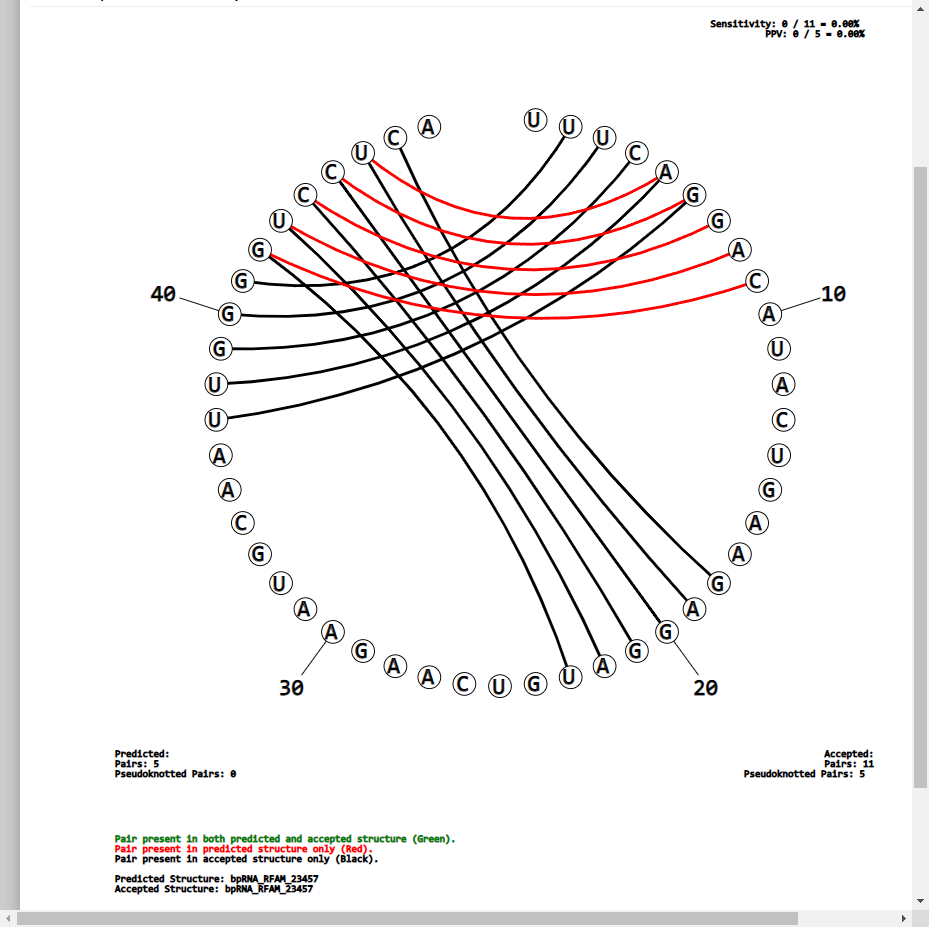 Sensitivity: 0 / 11 = 0.00%
PPV: 0 / 5 = 0.00%
U
U
U
C
A
G
G
A
C
A
10
U
A
C
U
G
A
A
G
A
G
20
G
A
U
G
U
C
A
A
G
A
30
A
U
G
C
A
A
U
U
G
G
40
G
G
U
C
C
U
C
A
Predicted:
Pairs: 5
Pseudoknotted Pairs: 0
Accepted:
Pairs: 11
Pseudoknotted Pairs: 5
Pair present in both predicted and accepted structure (Green).
Pair present in predicted structure only (Red).
Pair present in accepted structure only (Black).
Predicted Structure: bpRNA_RFAM_23457
Accepted Structure: bpRNA_RFAM_23457